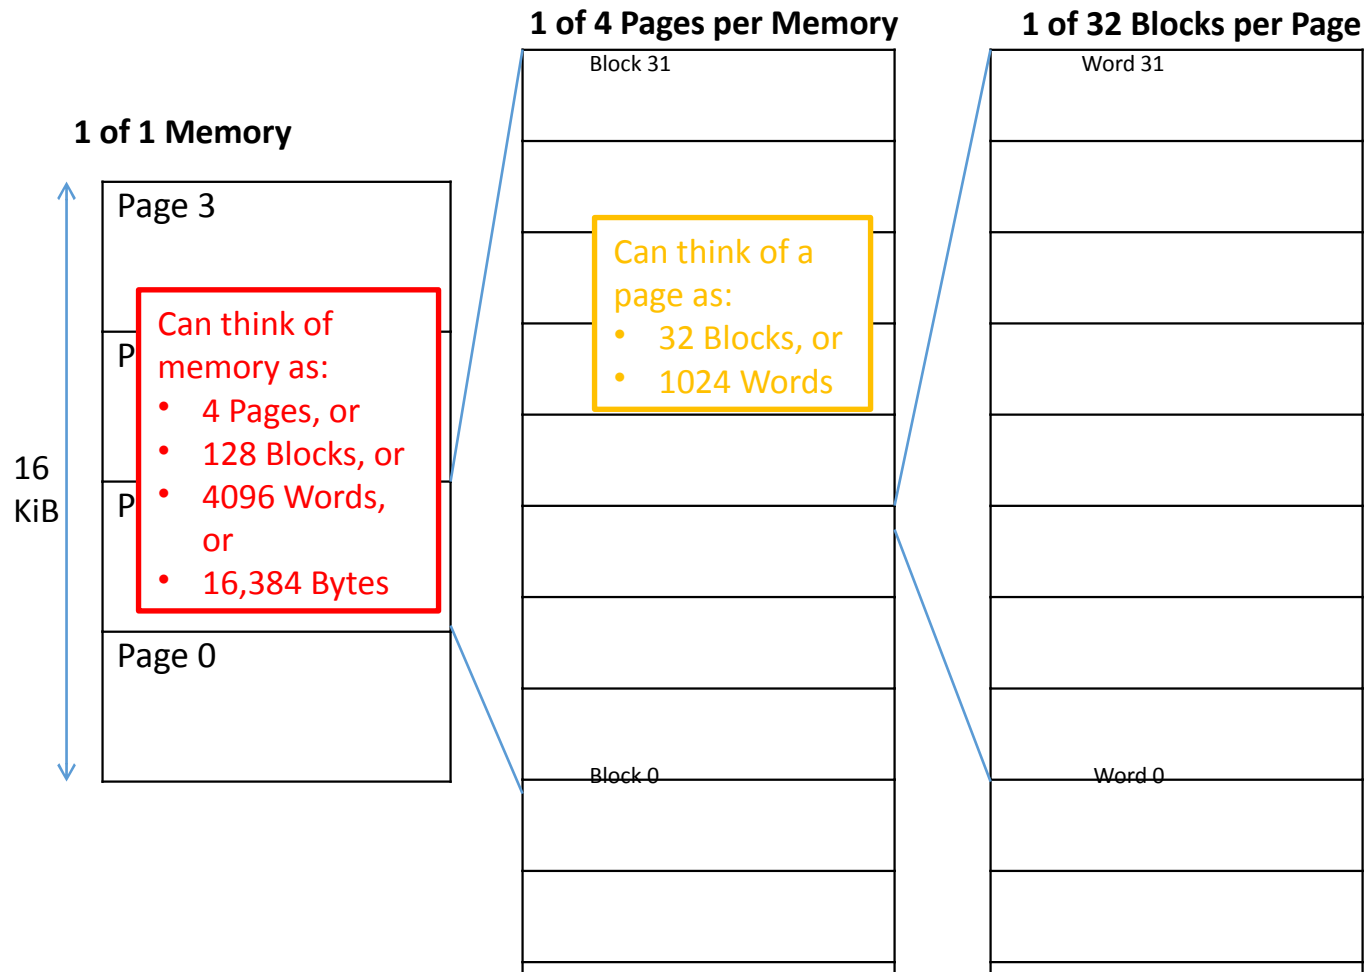 1 of 4 Pages per Memory
1 of 32 Blocks per Page
Block 31
Word 31
1 of 1 Memory
Page 3
Can think of a
page as:
• 32 Blocks, or
• 1024 Words
Can think of
memory as:
• 4 Pages, or
• 128 Blocks, or
• 4096 Words,
or
• 16,384 Bytes
P
P
16
KiB
Page 0
Block 0
Word 0